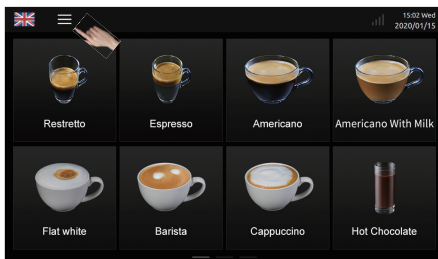 15:02 Wed
2020/01/15
Restretto
Espresso
Americano
Americano With Milk
Flat white
Barista
Cappuccino
Hot Chocolate